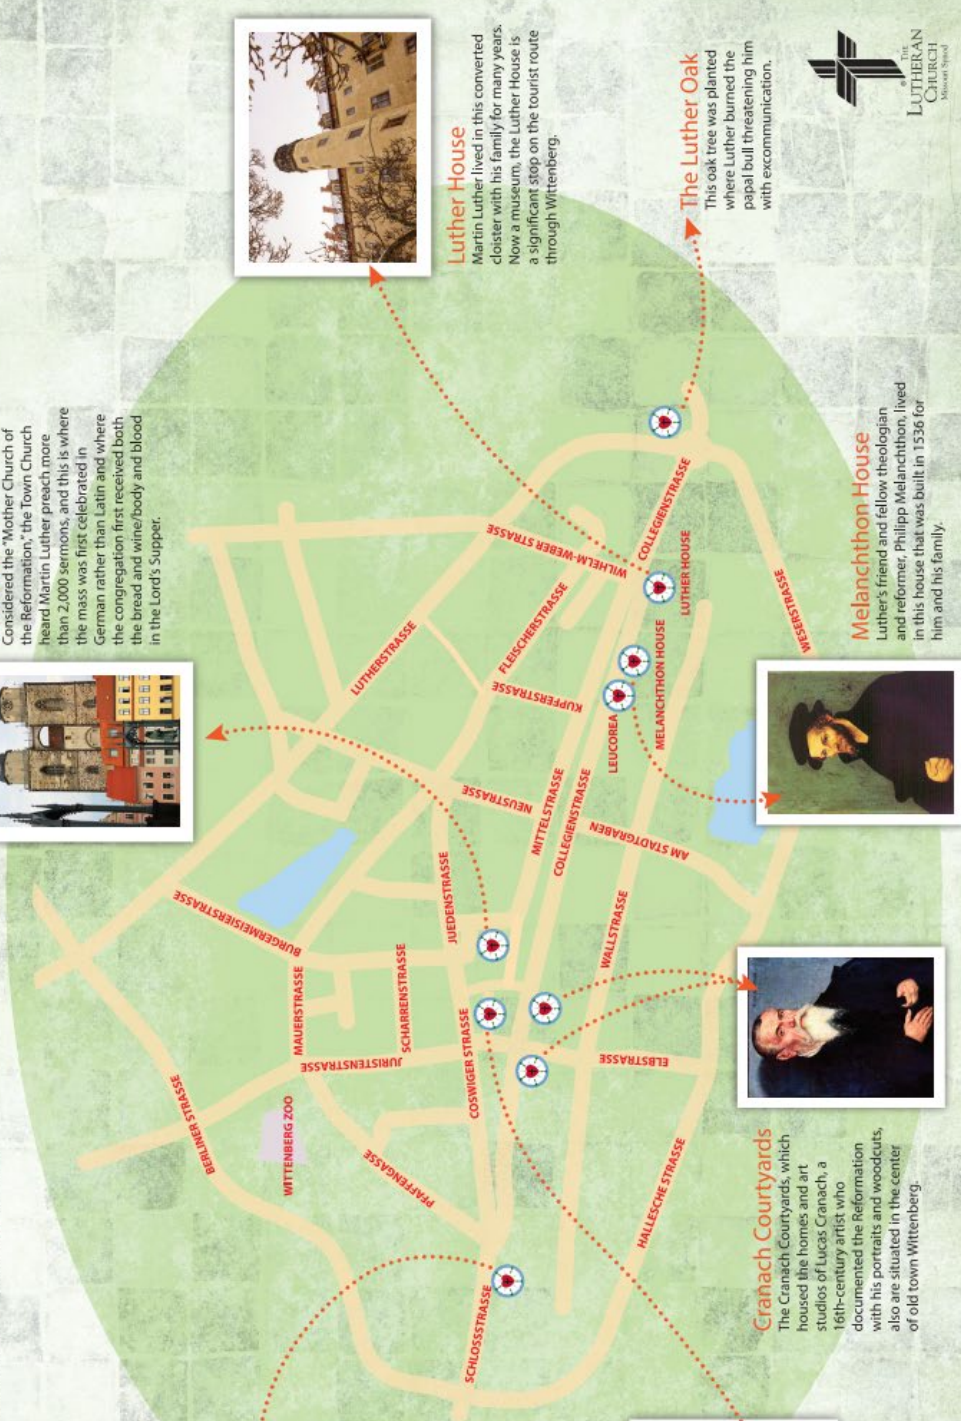 Considered the "Mother Church of
the Reformation," the Town Church
heard Martin Luther preach more
than 2,000 sermons, and this is where
the mass was first celebrated in
German rather than Latin and where
the congregation first received both
the bread and wine/body and blood
in the Lord's Supper.
Luther House
Martin Luther lived in this converted
cloister with his family for many years.
Now a museum, the Luther House is
a significant stop on the tourist route
through Wittenberg.
The Luther Oak
This oak tree was planted
where Luther burned the
papal bull threatening him
with excommunication.
THE
LUTHERAN
CHURCH
Missouri Synod
BERLINER STRASSE
BURGERMEISIERSTRASSE
WITTENBERG ZOO
MAUERSTRASSE
JURISTENSTRASSE
PFAFFENGASSE
SCHARRENSTRASSE
LUTHERSTRASSE
JUEDENSTRASSE
COSWIGER STRASSE
SCHLOSSSTRASSE
NEUSTRASSE
KUPFERSTRASSE
FLEISCHERSTRASSE
WILHELM-WEBER STRASSE
MITTELSTRASSE
COLLEGIENSTRASSE
COLLEGIENSTRASSE
AM STADTGRABEN
LEUCOREA
MELANCHTHON HOUSE
LUTHER HOUSE
WALLSTRASSE
ELBSTRASSE
HALLESCHE STRASSE
WESERSTRASSE
Cranach Courtyards
The Cranach Courtyards, which
housed the homes and art
studios of Lucas Cranach, a
16th-century artist who
documented the Reformation
with his portraits and woodcuts,
also are situated in the center
of old town Wittenberg.
Melanchthon House
Luther's friend and fellow theologian
and reformer, Philipp Melanchthon, lived
in this house that was built in 1536 for
him and his family.